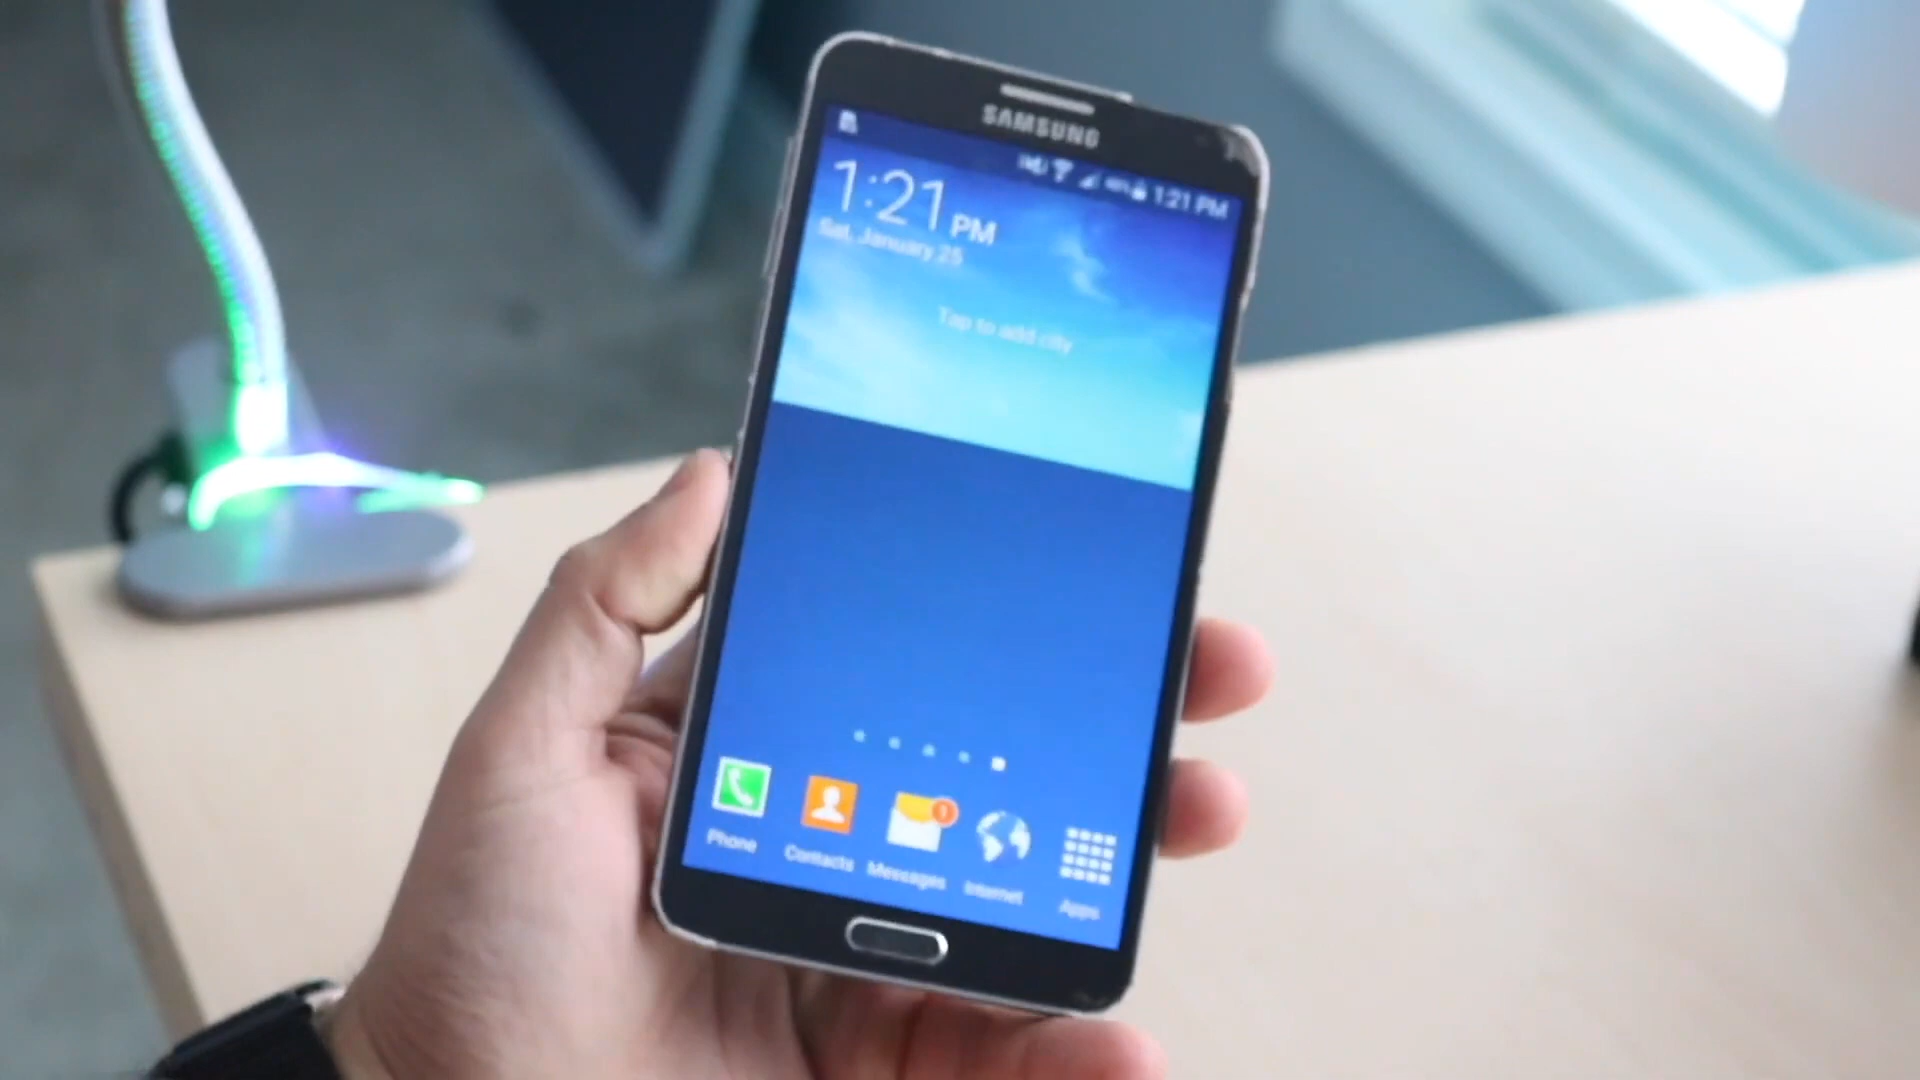 SAMSUNG
1:21 PM
1:21 PM
Sat, January 25
Tap to add city
1
Phone
Contacts
Messages
Internet
Apps